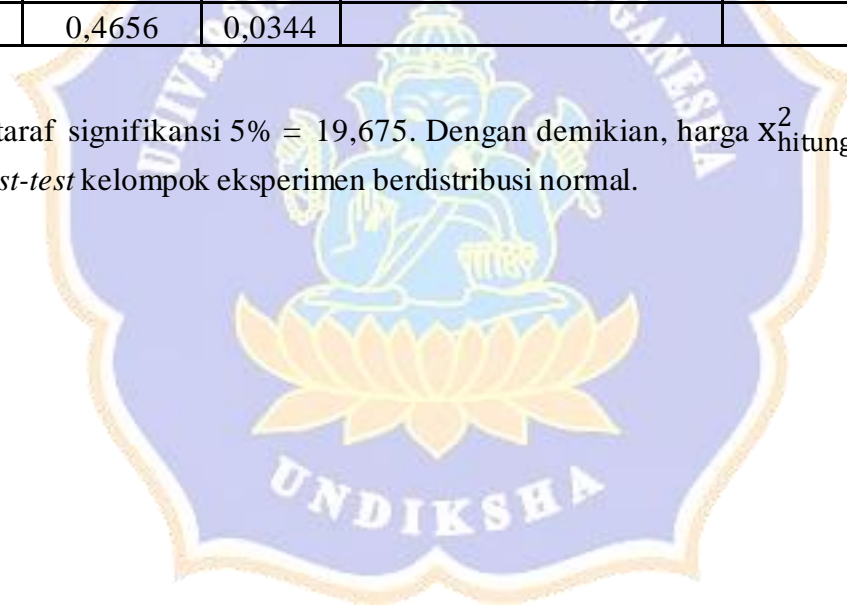 0,4656 0,0344
taraf signifikansi 5% = 19,675. Dengan demikian, harga x²hitung
st-test kelompok eksperimen berdistribusi normal.
UNDIKSHA